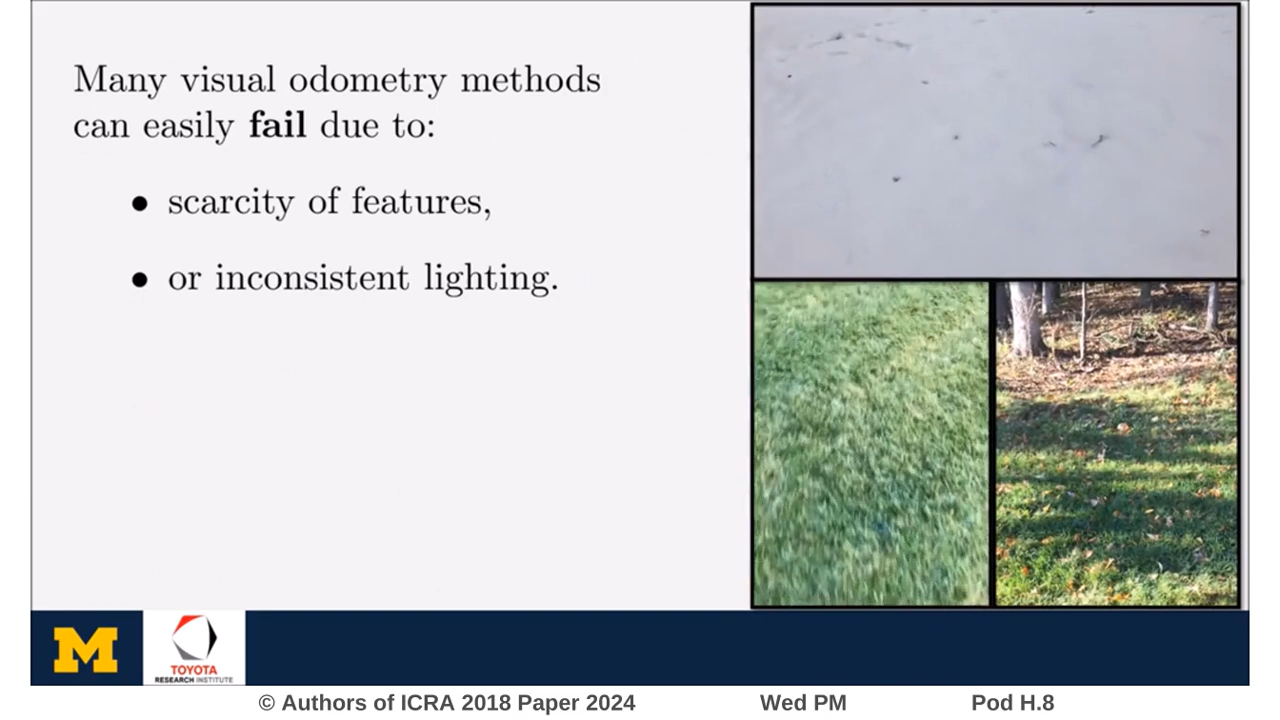 Many visual odometry methods
can easily fail due to:
• scarcity of features,
• or inconsistent lighting.
M
TOYOTA
RESEARCH INSTITUTE
© Authors of ICRA 2018 Paper 2024 Wed PM Pod H.8